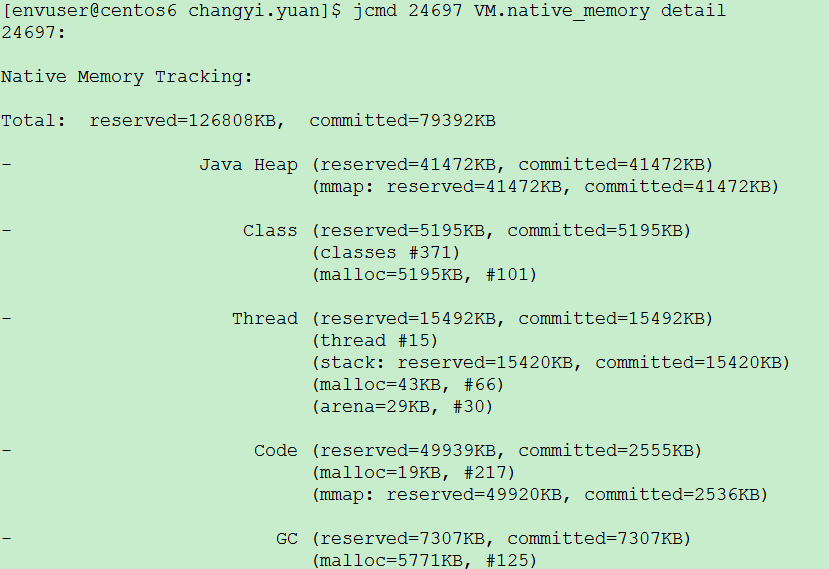 [envuser@centos6 changyi.yuan]$ jcmd 24697 VM.native_memory detail
24697:
Native Memory Tracking:
Total:  reserved=126808KB,  committed=79392KB
-                 Java Heap (reserved=41472KB, committed=41472KB)
                            (mmap: reserved=41472KB, committed=41472KB)
-                     Class (reserved=5195KB, committed=5195KB)
                            (classes #371)
                            (malloc=5195KB, #101)
-                    Thread (reserved=15492KB, committed=15492KB)
                            (thread #15)
                            (stack: reserved=15420KB, committed=15420KB)
                            (malloc=43KB, #66)
                            (arena=29KB, #30)
-                      Code (reserved=49939KB, committed=2555KB)
                            (malloc=19KB, #217)
                            (mmap: reserved=49920KB, committed=2536KB)
-                        GC (reserved=7307KB, committed=7307KB)
                            (malloc=5771KB, #125)